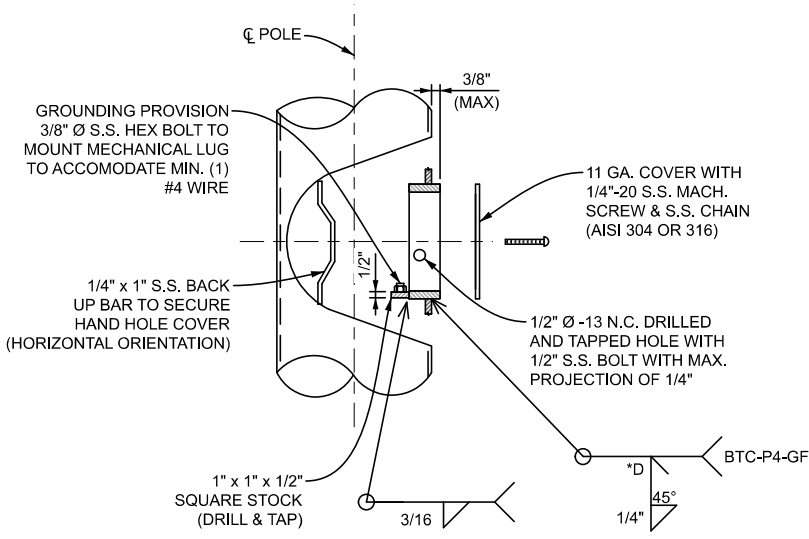 ℄ POLE
3/8"
(MAX)
GROUNDING PROVISION
3/8" Ø S.S. HEX BOLT TO
MOUNT MECHANICAL LUG
TO ACCOMODATE MIN. (1)
#4 WIRE
11 GA. COVER WITH
1/4"-20 S.S. MACH.
SCREW & S.S. CHAIN
(AISI 304 OR 316)
1/2"
1/4" x 1" S.S. BACK
UP BAR TO SECURE
HAND HOLE COVER
(HORIZONTAL ORIENTATION)
1/2" Ø -13 N.C. DRILLED
AND TAPPED HOLE WITH
1/2" S.S. BOLT WITH MAX.
PROJECTION OF 1/4"
1" x 1" x 1/2"
SQUARE STOCK
(DRILL & TAP)
3/16
*D
BTC-P4-GF
45°
1/4"